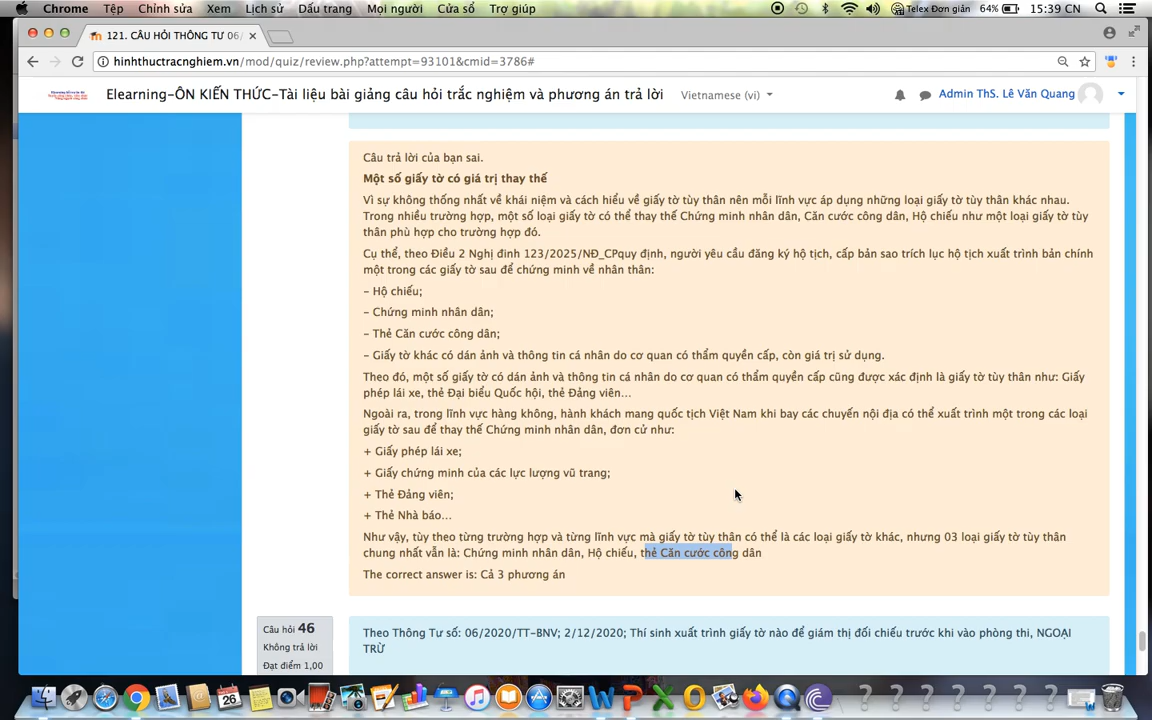 Chrome Tệp Chỉnh sửa Xem Lịch sử Dấu trang Mọi người Cửa sổ Trợ giúp Telex Đơn giản 64% 15:39 CN
121. CÂU HỎI THÔNG TƯ 06/
hinhthuctracnghiem.vn/mod/quiz/review.php?attempt=93101&cmid=3786#
Elearning-ÔN KIẾN THỨC-Tài liệu bài giảng câu hỏi trắc nghiệm và phương án trả lời Vietnamese (vi) Admin ThS. Lê Văn Quang
Câu trả lời của bạn sai.
Một số giấy tờ có giá trị thay thế
Vì sự không thống nhất về khái niệm và cách hiểu về giấy tờ tùy thân nên mỗi lĩnh vực áp dụng những loại giấy tờ tùy thân khác nhau.
Trong nhiều trường hợp, một số loại giấy tờ có thể thay thế Chứng minh nhân dân, Căn cước công dân, Hộ chiếu như một loại giấy tờ tùy
thân phù hợp cho trường hợp đó.
Cụ thể, theo Điều 2 Nghị đinh 123/2025/NĐ_CPquy định, người yêu cầu đăng ký hộ tịch, cấp bản sao trích lục hộ tịch xuất trình bản chính
một trong các giấy tờ sau để chứng minh về nhân thân:
– Hộ chiếu;
– Chứng minh nhân dân;
– Thẻ Căn cước công dân;
– Giấy tờ khác có dán ảnh và thông tin cá nhân do cơ quan có thẩm quyền cấp, còn giá trị sử dụng.
Theo đó, một số giấy tờ có dán ảnh và thông tin cá nhân do cơ quan có thẩm quyền cấp cũng được xác định là giấy tờ tùy thân như: Giấy
phép lái xe, thẻ Đại biểu Quốc hội, thẻ Đảng viên…
Ngoài ra, trong lĩnh vực hàng không, hành khách mang quốc tịch Việt Nam khi bay các chuyến nội địa có thể xuất trình một trong các loại
giấy tờ sau để thay thế Chứng minh nhân dân, đơn cử như:
+ Giấy phép lái xe;
+ Giấy chứng minh của các lực lượng vũ trang;
+ Thẻ Đảng viên;
+ Thẻ Nhà báo…
Như vậy, tùy theo từng trường hợp và từng lĩnh vực mà giấy tờ tùy thân có thể là các loại giấy tờ khác, nhưng 03 loại giấy tờ tùy thân
chung nhất vẫn là: Chứng minh nhân dân, Hộ chiếu, thẻ Căn cước công dân
The correct answer is: Cả 3 phương án
Câu hỏi 46
Không trả lời
Đạt điểm 1,00
Theo Thông Tư số: 06/2020/TT-BNV; 2/12/2020; Thí sinh xuất trình giấy tờ nào để giám thị đối chiếu trước khi vào phòng thi, NGOẠI
TRỪ